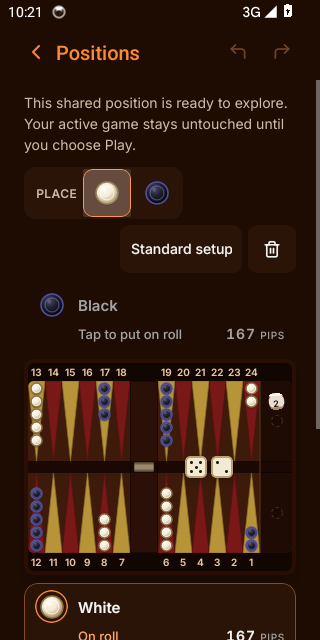 10:21
3G
Positions
This shared position is ready to explore.
Your active game stays untouched until
you choose Play.
PLACE
Standard setup
Black
Tap to put on roll
167 PIPS
13 14 15 16 17 18 19 20 21 22 23 24
2
12 11 10 9 8 7 6 5 4 3 2 1
White
On roll
167 PIPS